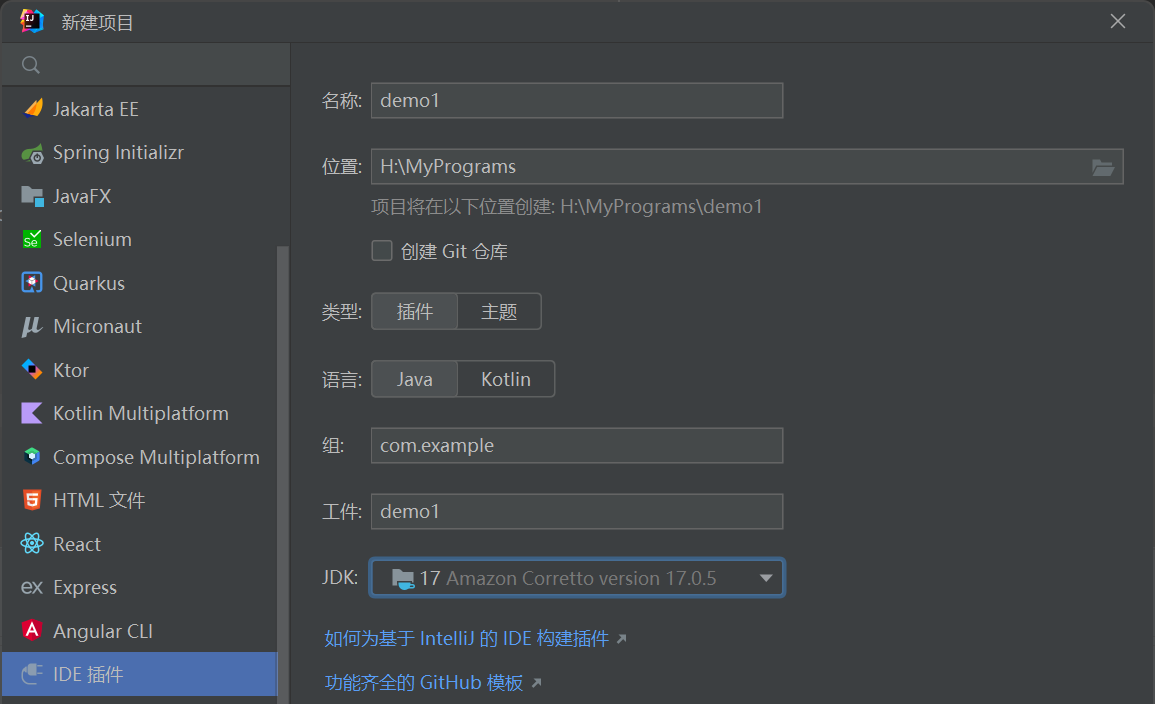 新建项目
Jakarta EE
Spring Initializr
JavaFX
Selenium
Quarkus
Micronaut
Ktor
Kotlin Multiplatform
Compose Multiplatform
HTML 文件
React
Express
Angular CLI
IDE 插件
名称: demo1
位置: H:\MyPrograms
项目将在以下位置创建: H:\MyPrograms\demo1
创建 Git 仓库
类型: 插件 主题
语言: Java Kotlin
组: com.example
工件: demo1
JDK: 17 Amazon Corretto version 17.0.5
如何为基于 IntelliJ 的 IDE 构建插件
功能齐全的 GitHub 模板